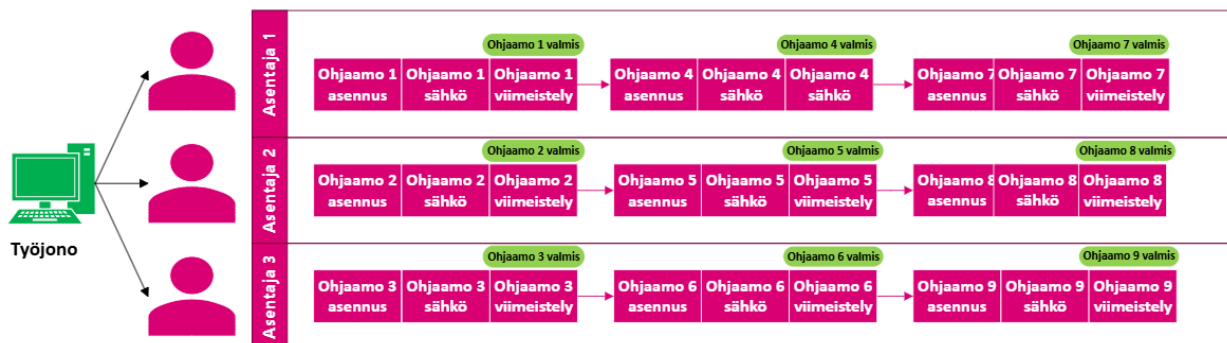 Työjono
Asentaja 1
Ohjaamo 1 valmis
Ohjaamo 4 valmis
Ohjaamo 7 valmis
Ohjaamo 1
asennus
Ohjaamo 1
sähkö
Ohjaamo 1
viimeistely
Ohjaamo 4
asennus
Ohjaamo 4
sähkö
Ohjaamo 4
sähkö
Ohjaamo 7
asennus
Ohjaamo 7
sähkö
Ohjaamo 7
viimeistely
Asentaja 2
Ohjaamo 2 valmis
Ohjaamo 5 valmis
Ohjaamo 8 valmis
Ohjaamo 2
asennus
Ohjaamo 2
sähkö
Ohjaamo 2
viimeistely
Ohjaamo 5
asennus
Ohjaamo 5
sähkö
Ohjaamo 5
viimeistely
Ohjaamo 8
asennus
Ohjaamo 8
sähkö
Ohjaamo 8
viimeistely
Asentaja 3
Ohjaamo 3 valmis
Ohjaamo 6 valmis
Ohjaamo 9 valmis
Ohjaamo 3
asennus
Ohjaamo 3
sähkö
Ohjaamo 3
viimeistely
Ohjaamo 6
asennus
Ohjaamo 6
sähkö
Ohjaamo 6
viimeistely
Ohjaamo 9
asennus
Ohjaamo 9
sähkö
Ohjaamo 9
viimeistely